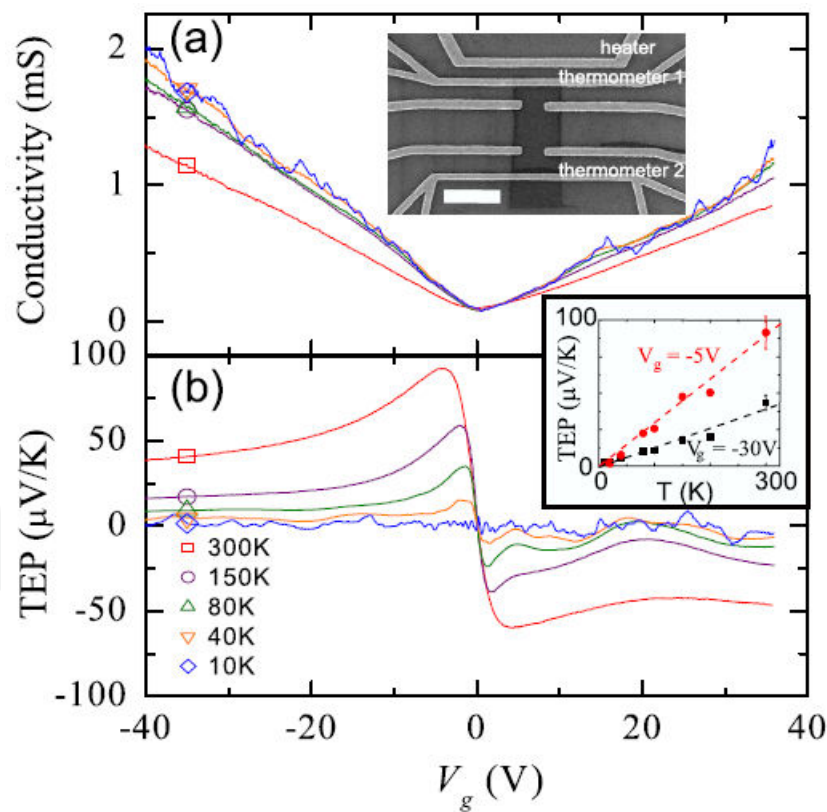 (a)
2
1
0
Conductivity (mS)
heater
thermometer 1
thermometer 2
(b)
100
50
0
-50
-100
TEP (μV/K)
300K
150K
80K
40K
10K
100
0
TEP (μV/K)
V_g = -5V
V_g = -30V
T (K)
300
-40
-20
0
20
40
V_g (V)